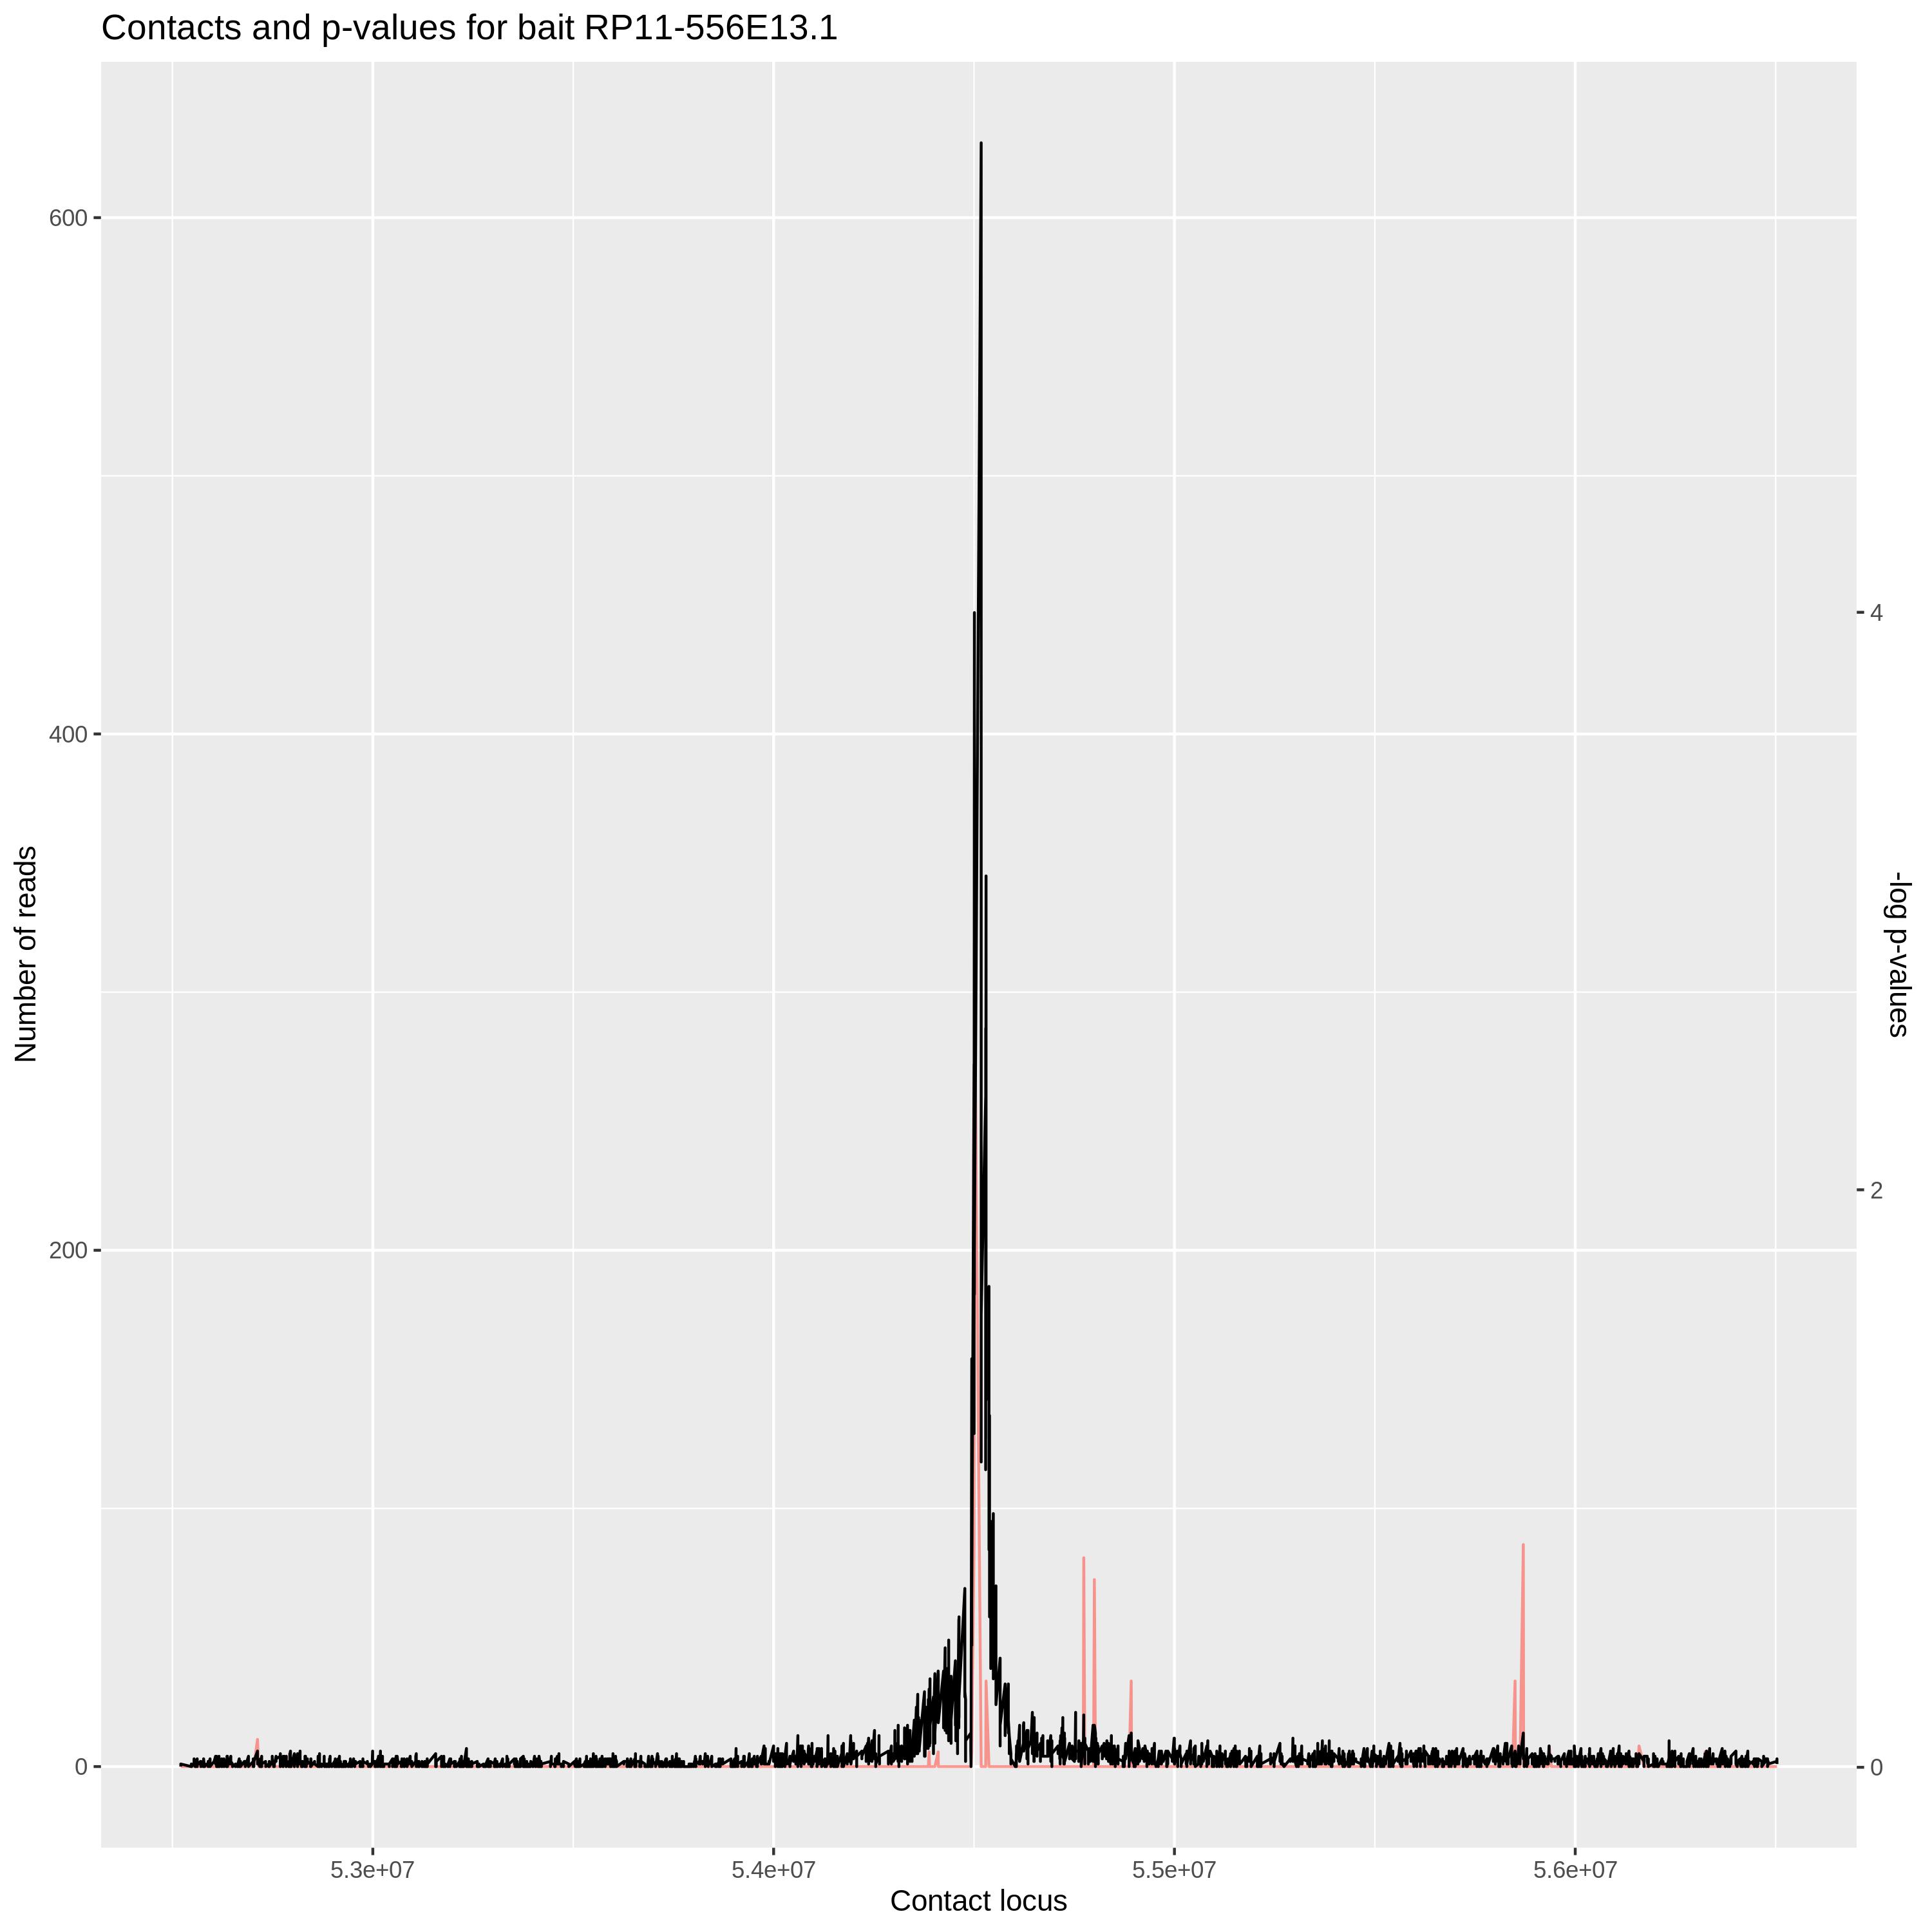 Contacts and p-values for bait RP11-556E13.1
Number of reads
600
400
200
0
4
2
0
-log p-values
5.3e+07
5.4e+07
5.5e+07
5.6e+07
Contact locus